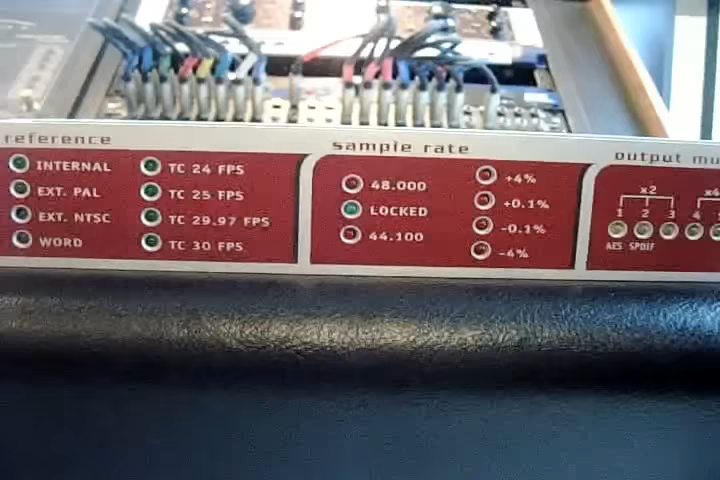 reference
INTERNAL
EXT. PAL
EXT. NTSC
WORD
TC 24 FPS
TC 25 FPS
TC 29.97 FPS
TC 30 FPS
sample rate
48.000
LOCKED
44.100
+4%
+0.1%
-0.1%
-4%
output mu
x2 x4
1 2 3 4 5
AES SPDIF